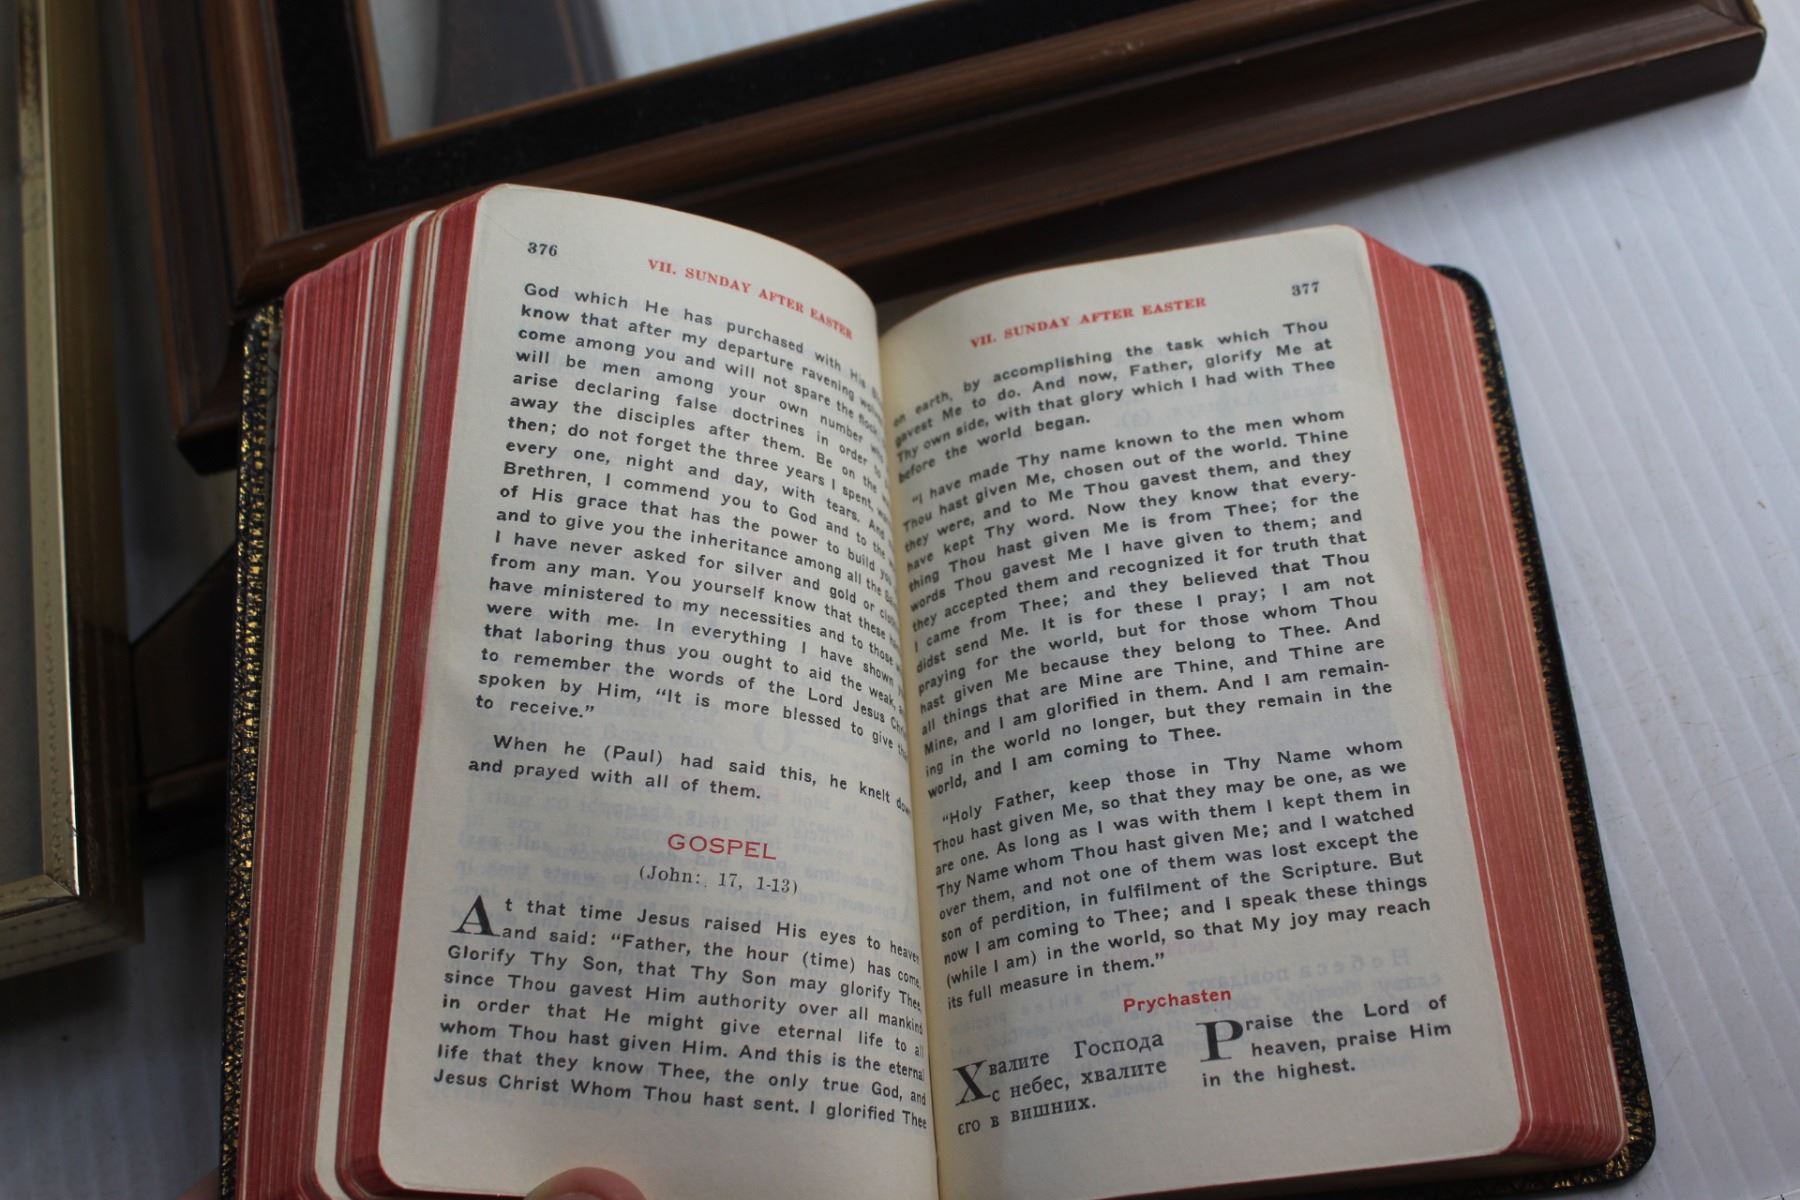 376
VII. SUNDAY AFTER EASTER
God which He has purchased with His
know that after my departure ravening
come among you and will not spare the flock
will be men among your own number
arise declaring false doctrines in order to
away the disciples after them. Be on the
then; do not forget the three years I spent,
every one, night and day, with tears. And
Brethren, I commend you to God and to the
of His grace that has the power to build you
and to give you the inheritance among all the
I have never asked for silver and gold or
from any man. You yourself know that these
have ministered to my necessities and to those
were with me. In everything I have shown
that laboring thus you ought to aid the weak,
to remember the words of the Lord Jesus
spoken by Him, "It is more blessed to give
to receive."
When he (Paul) had said this, he knelt down
and prayed with all of them.
GOSPEL
(John: 17, 1-13)
At that time Jesus raised His eyes to heaven
and said: "Father, the hour (time) has come.
Glorify Thy Son, that Thy Son may glorify Thee,
since Thou gavest Him authority over all mankind
in order that He might give eternal life to all
whom Thou hast given Him. And this is the eternal
life that they know Thee, the only true God, and
Jesus Christ Whom Thou hast sent. I glorified Thee
377
VII. SUNDAY AFTER EASTER
on earth, by accomplishing the task which Thou
gavest Me to do. And now, Father, glorify Me at
Thy own side, with that glory which I had with Thee
before the world began.
"I have made Thy name known to the men whom
Thou hast given Me, chosen out of the world. Thine
they were, and to Me Thou gavest them, and they
have kept Thy word. Now they know that every-
thing Thou hast given Me is from Thee; for the
words Thou gavest Me I have given to them; and
they accepted them and recognized it for truth that
I came from Thee; and they believed that Thou
didst send Me. It is for these I pray; I am not
praying for the world, but for those whom Thou
hast given Me because they belong to Thee. And
all things that are Mine are Thine, and Thine are
Mine, and I am glorified in them. And I am remain-
ing in the world no longer, but they remain in the
world, and I am coming to Thee.
"Holy Father, keep those in Thy Name whom
Thou hast given Me, so that they may be one, as we
are one. As long as I was with them I kept them in
Thy Name whom Thou hast given Me; and I watched
over them, and not one of them was lost except the
son of perdition, in fulfilment of the Scripture. But
now I am coming to Thee; and I speak these things
(while I am) in the world, so that My joy may reach
its full measure in them."
Prychasten
Хвалите Господа
с небес, хвалите
єго в вишних.
Praise the Lord of
heaven, praise Him
in the highest.